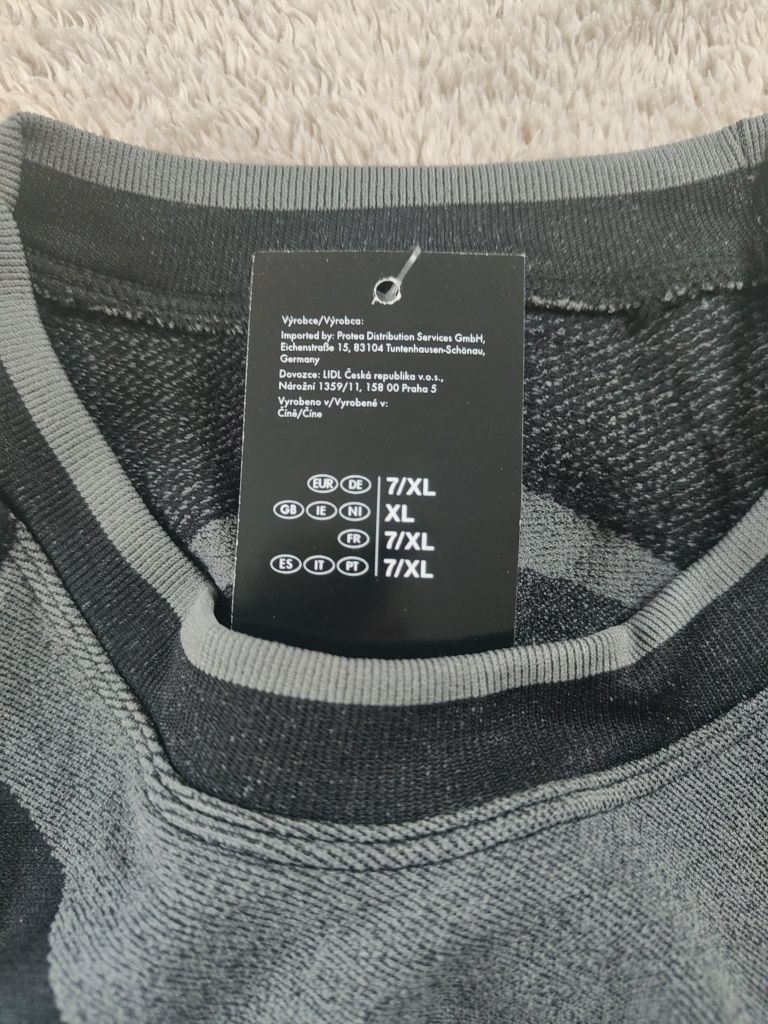 Výrobce/Výrobca:
Imported by: Protea Distribution Services GmbH,
Eichenstraße 15, 83104 Tuntenhausen-Schönau,
Germany
Dovozce: LIDL Česká republika v.o.s.,
Nárožní 1359/11, 158 00 Praha 5
Vyrobeno v/Vyrobené v:
Číně/Číne
EUR DE 7/XL
GB IE NI XL
FR 7/XL
ES IT PT 7/XL